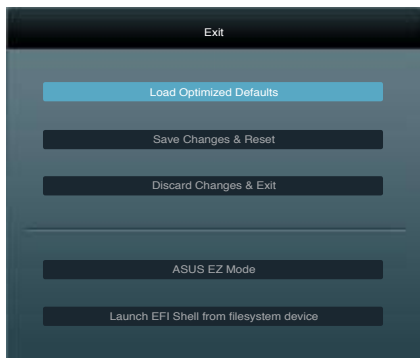 Exit
Load Optimized Defaults
Save Changes & Reset
Discard Changes & Exit
ASUS EZ Mode
Launch EFI Shell from filesystem device